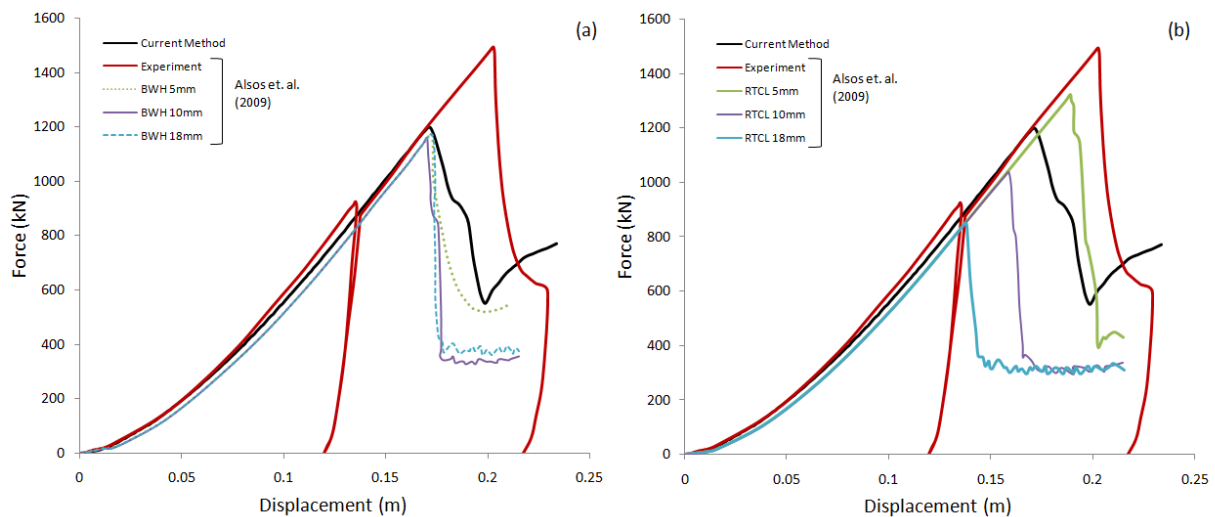 (a)
1600
1400
1200
1000
800
600
400
200
0
Force (kN)
Current Method
Experiment
BWH 5mm
BWH 10mm
BWH 18mm
Alsos et. al.
(2009)
0
0.05
0.1
0.15
0.2
0.25
Displacement (m)
(b)
1600
1400
1200
1000
800
600
400
200
0
Force (kN)
Current Method
Experiment
RTCL 5mm
RTCL 10mm
RTCL 18mm
Alsos et. al.
(2009)
0
0.05
0.1
0.15
0.2
0.25
Displacement (m)